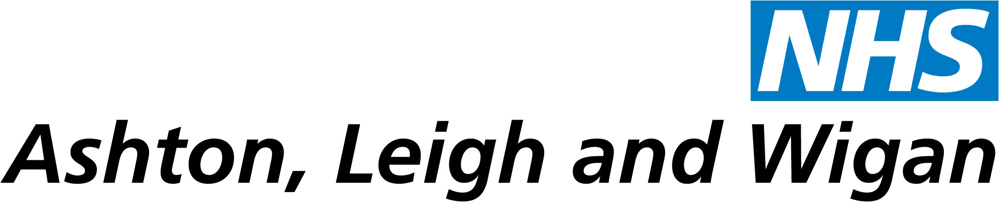 NHS
Ashton, Leigh and Wigan